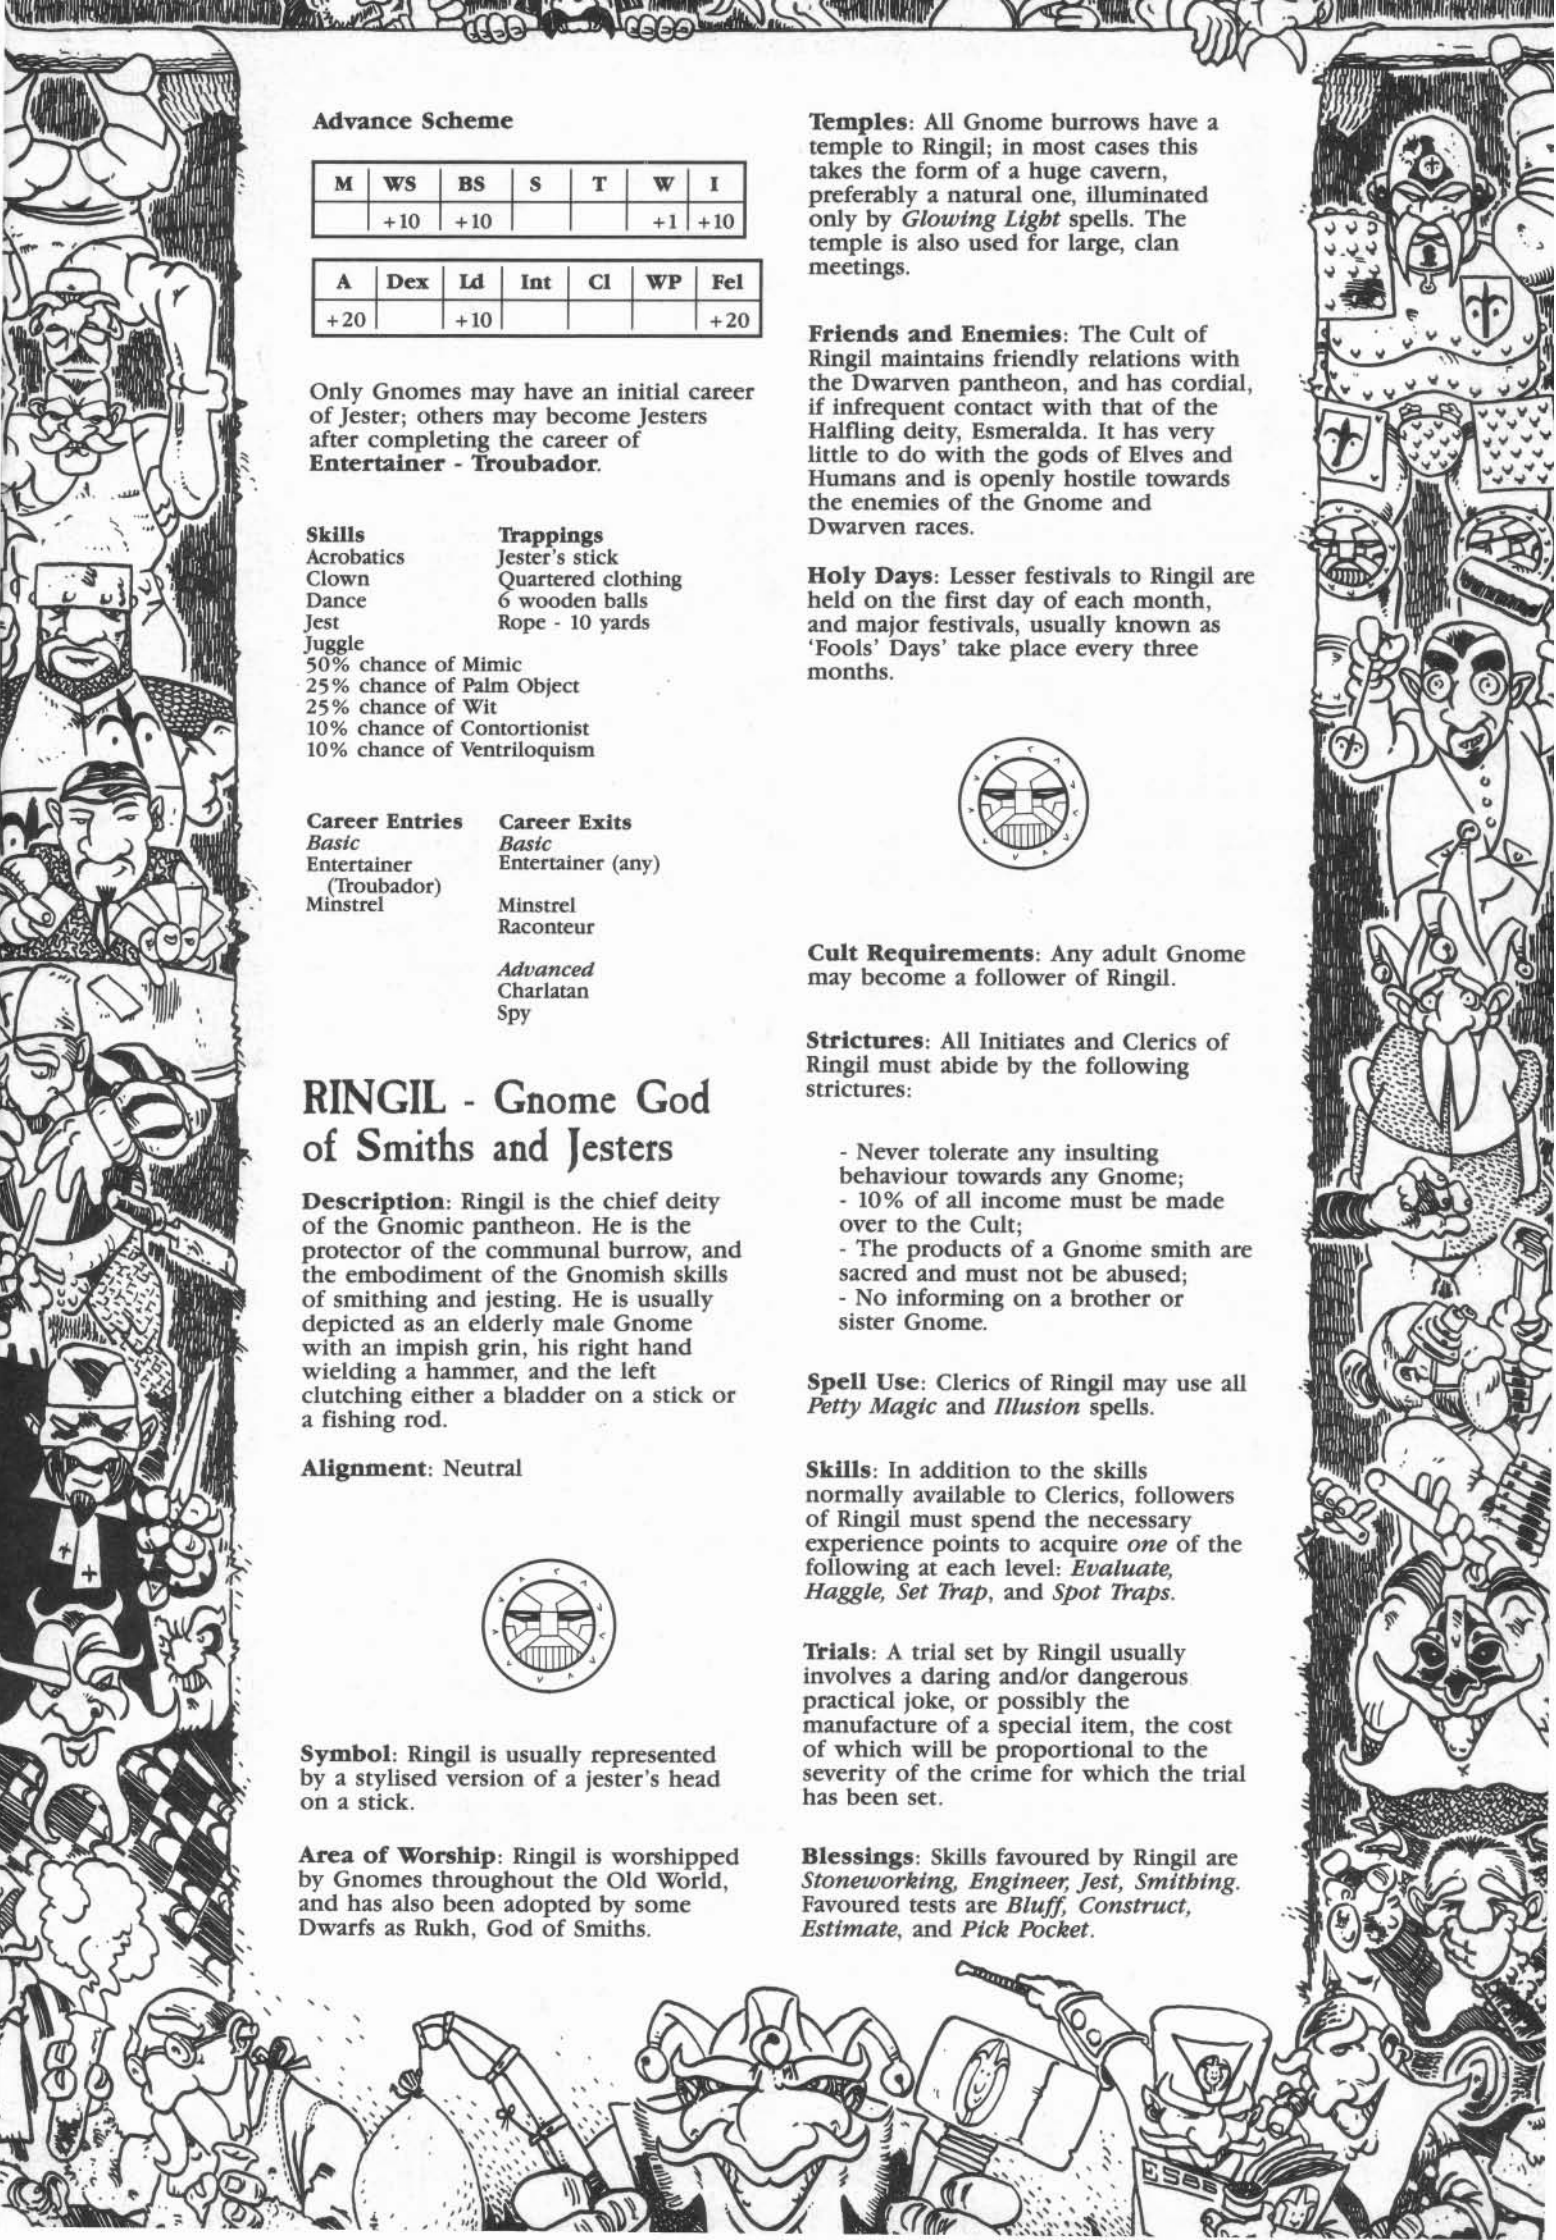 Advance Scheme
M WS BS S T W I
+10 +10 +1 +10
A Dex Ld Int Cl WP Fel
+20 +10 +20
Only Gnomes may have an initial career
of Jester; others may become Jesters
after completing the career of
Entertainer - Troubador.
Skills
Acrobatics
Clown
Dance
Jest
Juggle
50% chance of Mimic
25% chance of Palm Object
25% chance of Wit
10% chance of Contortionist
10% chance of Ventriloquism
Trappings
Jester's stick
Quartered clothing
6 wooden balls
Rope - 10 yards
Career Entries
Basic
Entertainer
(Troubador)
Minstrel
Career Exits
Basic
Entertainer (any)
Minstrel
Raconteur
Advanced
Charlatan
Spy
RINGIL - Gnome God
of Smiths and Jesters
Description: Ringil is the chief deity
of the Gnomic pantheon. He is the
protector of the communal burrow, and
the embodiment of the Gnomish skills
of smithing and jesting. He is usually
depicted as an elderly male Gnome
with an impish grin, his right hand
wielding a hammer, and the left
clutching either a bladder on a stick or
a fishing rod.
Alignment: Neutral
Symbol: Ringil is usually represented
by a stylised version of a jester's head
on a stick.
Area of Worship: Ringil is worshipped
by Gnomes throughout the Old World,
and has also been adopted by some
Dwarfs as Rukh, God of Smiths.
Temples: All Gnome burrows have a
temple to Ringil; in most cases this
takes the form of a huge cavern,
preferably a natural one, illuminated
only by Glowing Light spells. The
temple is also used for large, clan
meetings.
Friends and Enemies: The Cult of
Ringil maintains friendly relations with
the Dwarven pantheon, and has cordial,
if infrequent contact with that of the
Halfling deity, Esmeralda. It has very
little to do with the gods of Elves and
Humans and is openly hostile towards
the enemies of the Gnome and
Dwarven races.
Holy Days: Lesser festivals to Ringil are
held on the first day of each month,
and major festivals, usually known as
'Fools' Days' take place every three
months.
Cult Requirements: Any adult Gnome
may become a follower of Ringil.
Strictures: All Initiates and Clerics of
Ringil must abide by the following
strictures:
- Never tolerate any insulting
behaviour towards any Gnome;
- 10% of all income must be made
over to the Cult;
- The products of a Gnome smith are
sacred and must not be abused;
- No informing on a brother or
sister Gnome.
Spell Use: Clerics of Ringil may use all
Petty Magic and Illusion spells.
Skills: In addition to the skills
normally available to Clerics, followers
of Ringil must spend the necessary
experience points to acquire one of the
following at each level: Evaluate,
Haggle, Set Trap, and Spot Traps.
Trials: A trial set by Ringil usually
involves a daring and/or dangerous
practical joke, or possibly the
manufacture of a special item, the cost
of which will be proportional to the
severity of the crime for which the trial
has been set.
Blessings: Skills favoured by Ringil are
Stoneworking, Engineer, Jest, Smithing.
Favoured tests are Bluff, Construct,
Estimate, and Pick Pocket.